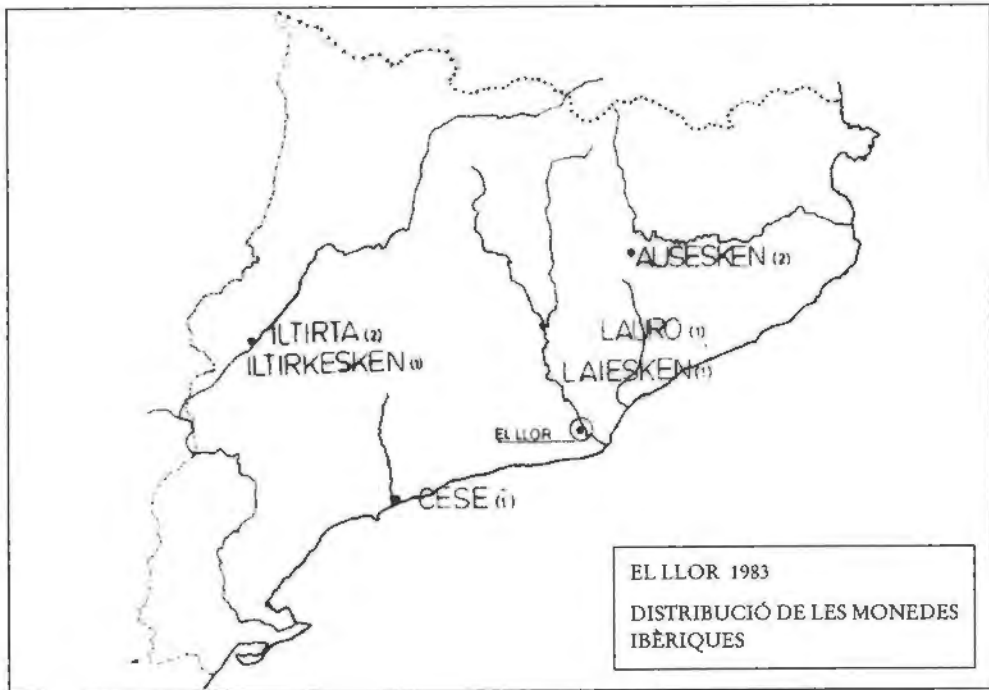 AUSESKEN (2)
ILTIRTA (2)
LAURO (1)
ILTIRKESKEN
LAIESKEN (1)
EL LLOR
CESE (1)
EL LLOR 1983
DISTRIBUCIÓ DE LES MONEDES
IBÈRIQUES